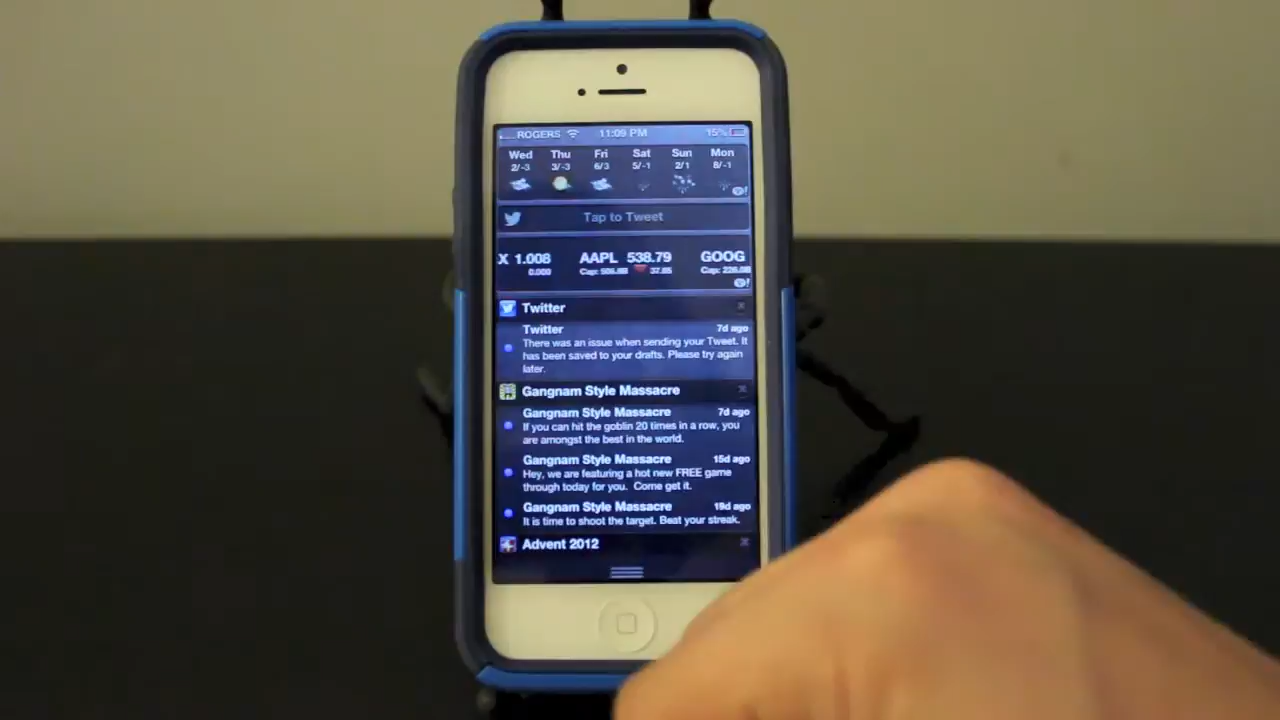 ROGERS 11:09 PM 15%
Wed Thu Fri Sat Sun Mon
2/-3 3/-3 6/3 5/-1 2/1 8/-1
Y!
Tap to Tweet
X 1.008 AAPL 538.79 GOOG
0.000 Cap: 37.65 Cap:
Y!
Twitter
Twitter 7d ago
There was an issue when sending your Tweet. It
has been saved to your drafts. Please try again
later.
Gangnam Style Massacre
Gangnam Style Massacre 7d ago
If you can hit the goblin 20 times in a row, you
are amongst the best in the world.
Gangnam Style Massacre 15d ago
Hey, we are featuring a hot new FREE game
through today for you. Come get it.
Gangnam Style Massacre 19d ago
It is time to shoot the target. Beat your streak.
Advent 2012